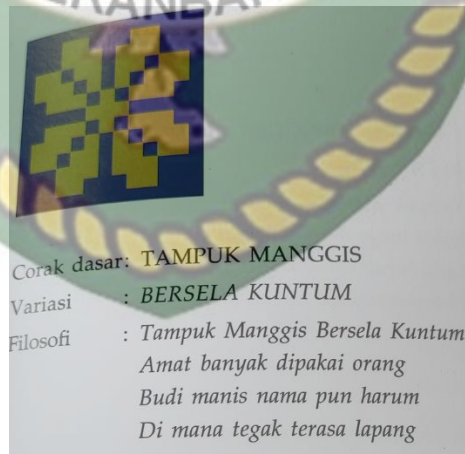 Corak dasar: TAMPUK MANGGIS
Variasi : BERSELA KUNTUM
Filosofi : Tampuk Manggis Bersela Kuntum
Amat banyak dipakai orang
Budi manis nama pun harum
Di mana tegak terasa lapang